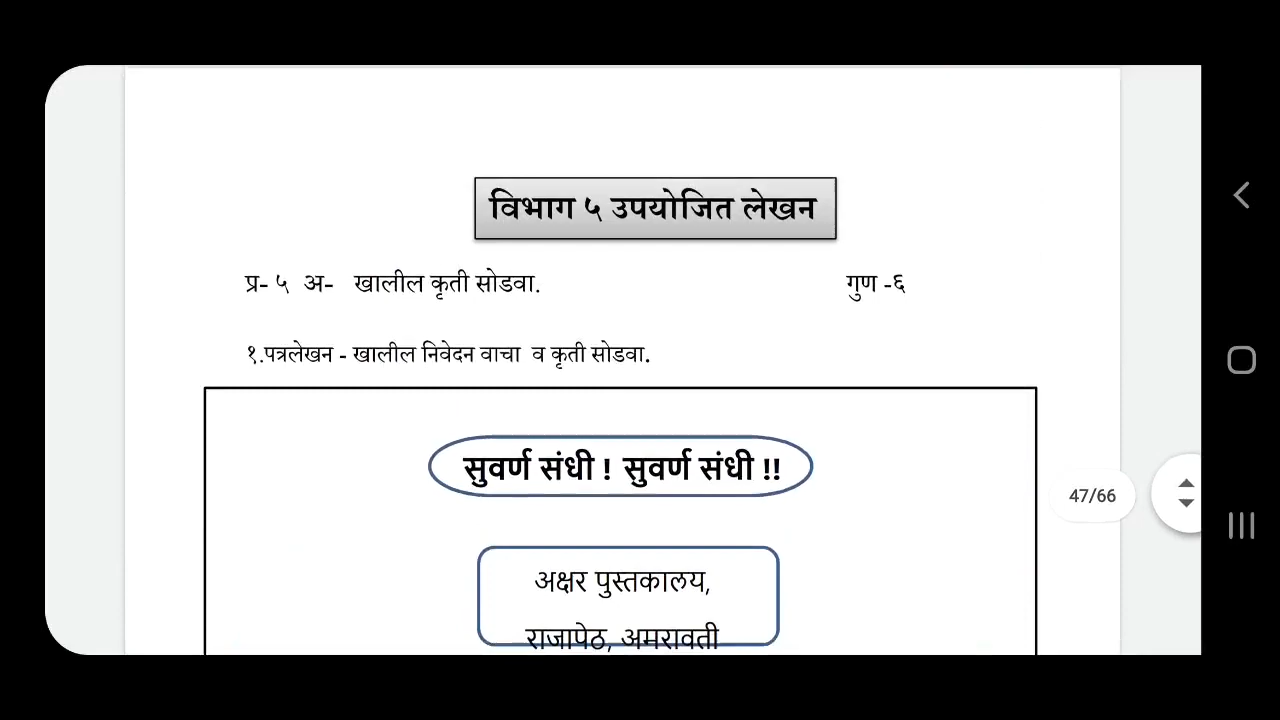 विभाग ५ उपयोजित लेखन
प्र- ५ अ- खालील कृती सोडवा. गुण -६
१.पत्रलेखन - खालील निवेदन वाचा व कृती सोडवा.
सुवर्ण संधी ! सुवर्ण संधी !!
47/66
अक्षर पुस्तकालय,
राजापेठ, अमरावती